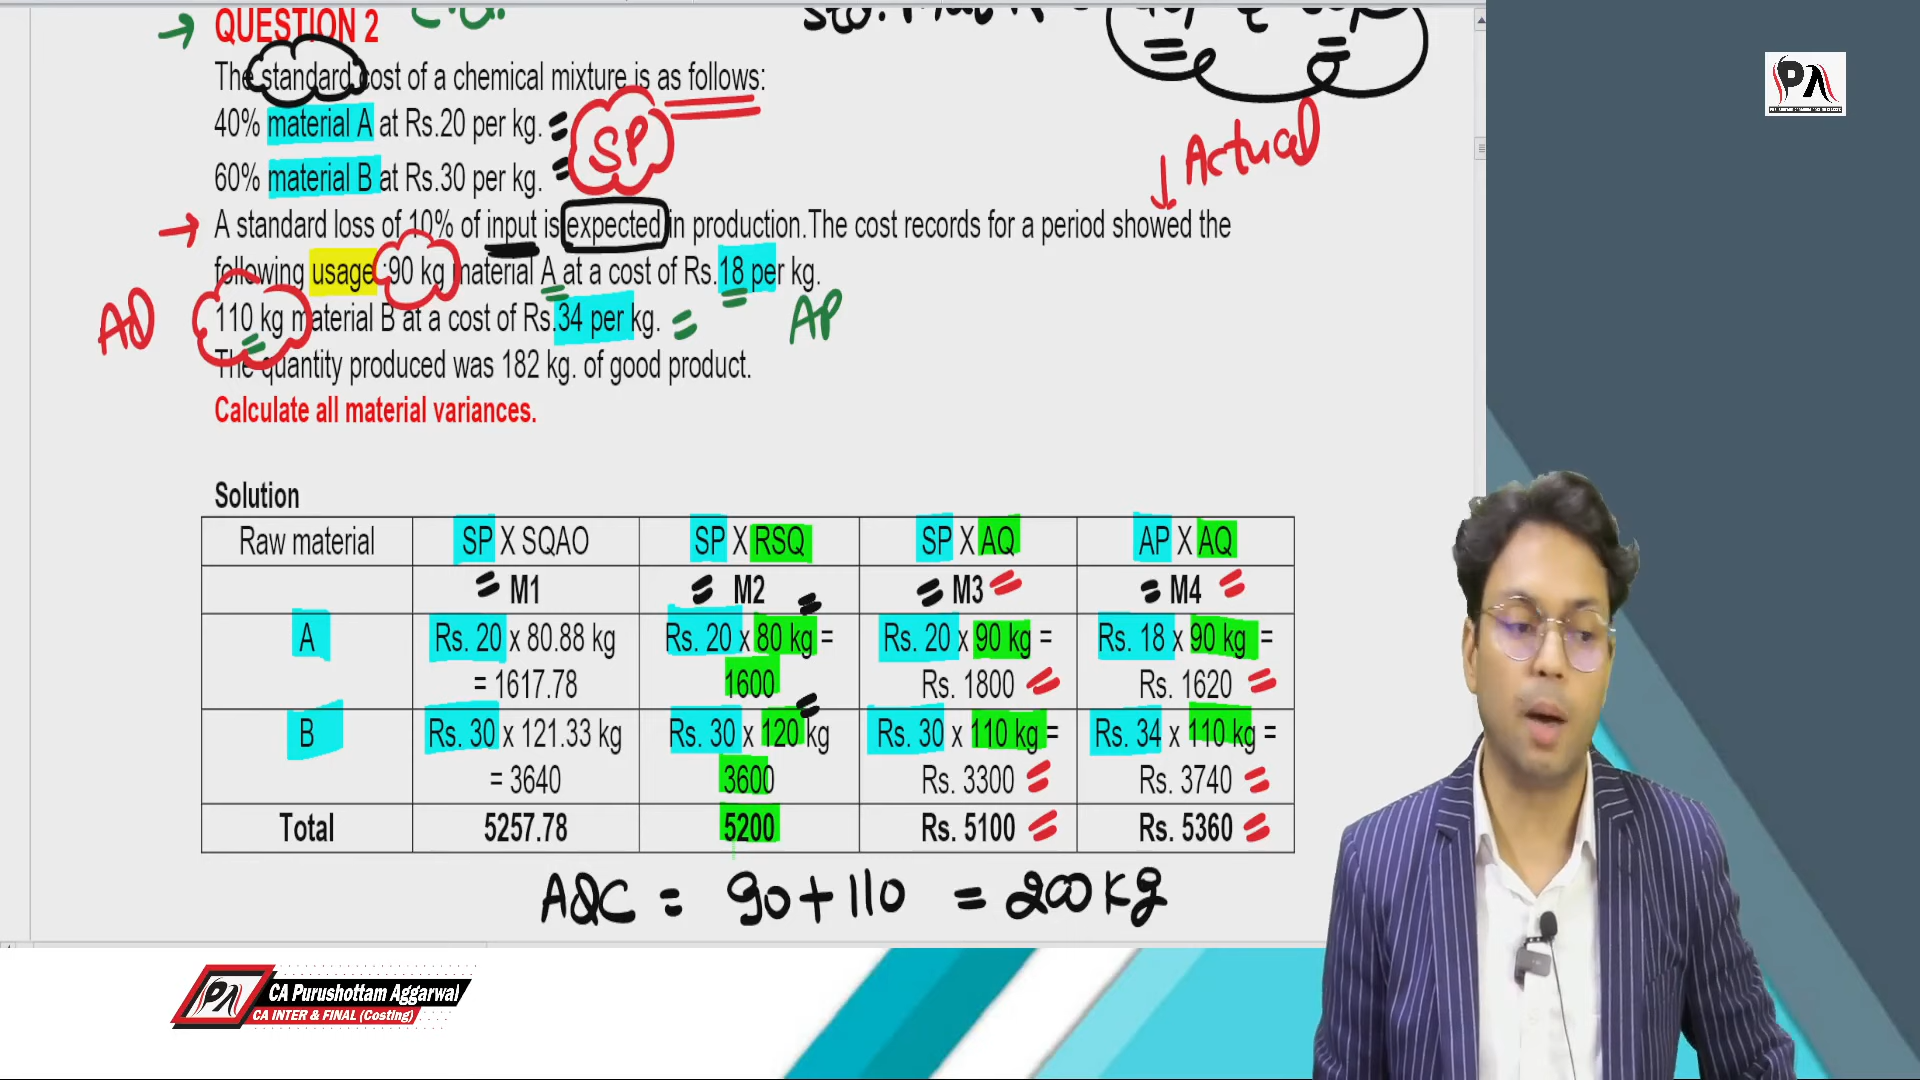 QUESTION 2
The standard cost of a chemical mixture is as follows:
40% material A at Rs.20 per kg.
SP
60% material B at Rs.30 per kg.
Actual
A standard loss of 10% of input is expected in production.The cost records for a period showed the
following usage :90 kg material A at a cost of Rs.18 per kg.
AQ
110 kg material B at a cost of Rs.34 per kg.
AP
The quantity produced was 182 kg. of good product.
Calculate all material variances.
Solution
Raw material SP X SQAO SP X RSQ SP X AQ AP X AQ
M1 M2 M3 M4
A Rs. 20 x 80.88 kg Rs. 20 x 80 kg = Rs. 20 x 90 kg = Rs. 18 x 90 kg =
= 1617.78 1600 Rs. 1800 Rs. 1620
B Rs. 30 x 121.33 kg Rs. 30 x 120 kg Rs. 30 x 110 kg = Rs. 34 x 110 kg =
= 3640 3600 Rs. 3300 Rs. 3740
Total 5257.78 5200 Rs. 5100 Rs. 5360
AQC = 90+110 = 200 kg
PA
CA Purushottam Aggarwal
CA INTER & FINAL (Costing)
PA